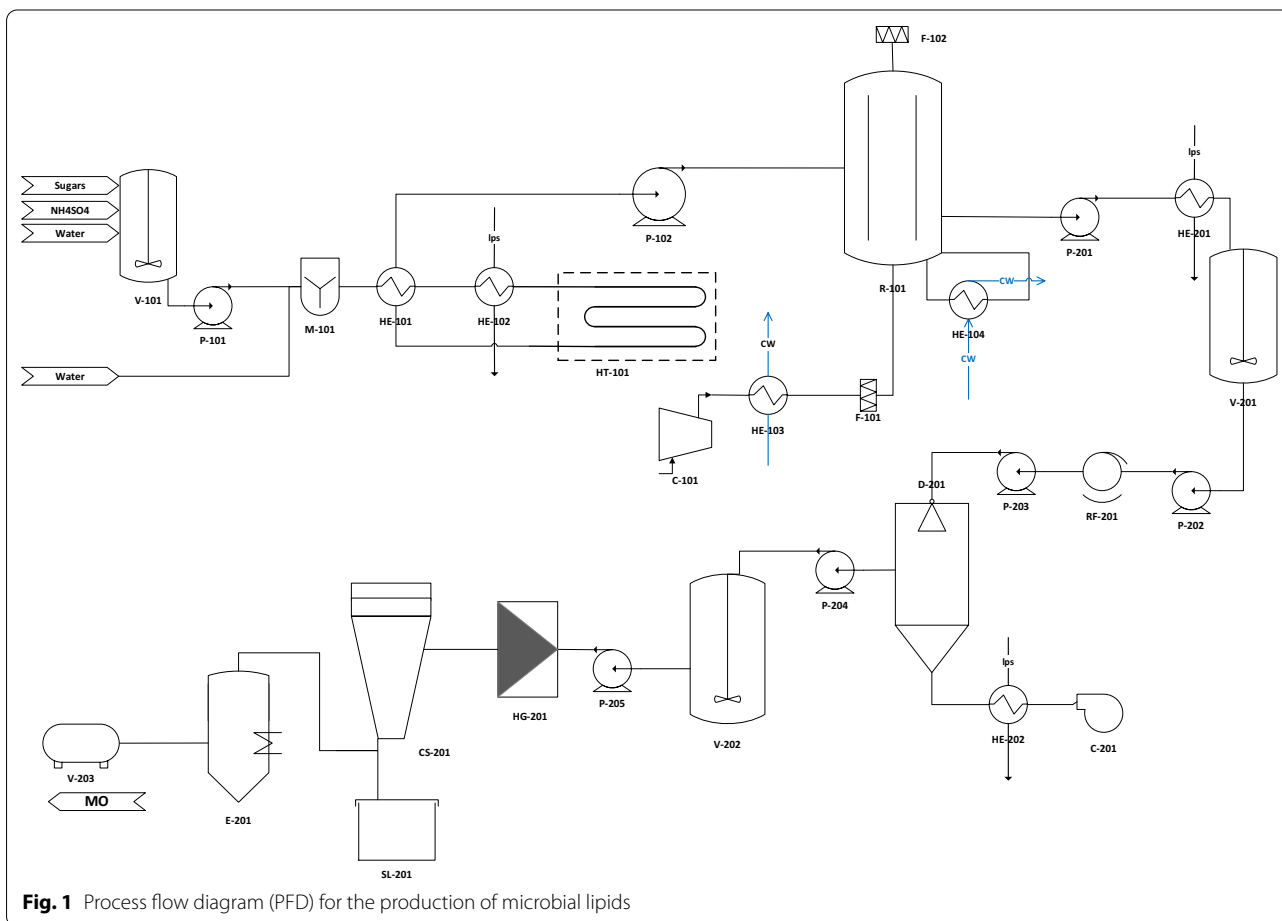 F-102
Sugars
NH4SO4
Water
V-101
P-101
M-101
HE-101
lps
HE-102
HT-101
P-102
R-101
CW
HE-104
CW
P-201
lps
HE-201
V-201
Water
CW
HE-103
F-101
C-101
D-201
P-203
RF-201
P-202
P-204
V-202
P-205
HG-201
CS-201
SL-201
E-201
V-203
MO
lps
HE-202
C-201
Fig. 1 Process flow diagram (PFD) for the production of microbial lipids